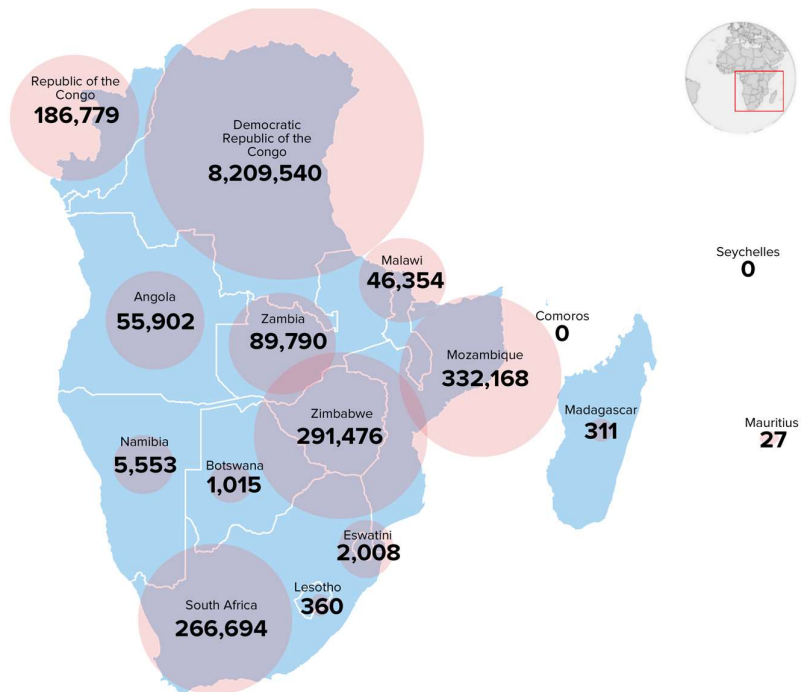 Republic of the
Congo
186,779
Democratic
Republic of the
Congo
8,209,540
Malawi
46,354
Seychelles
0
Angola
55,902
Zambia
89,790
Comoros
0
Mozambique
332,168
Zimbabwe
291,476
Madagascar
311
Mauritius
27
Namibia
5,553
Botswana
1,015
Eswatini
2,008
Lesotho
360
South Africa
266,694